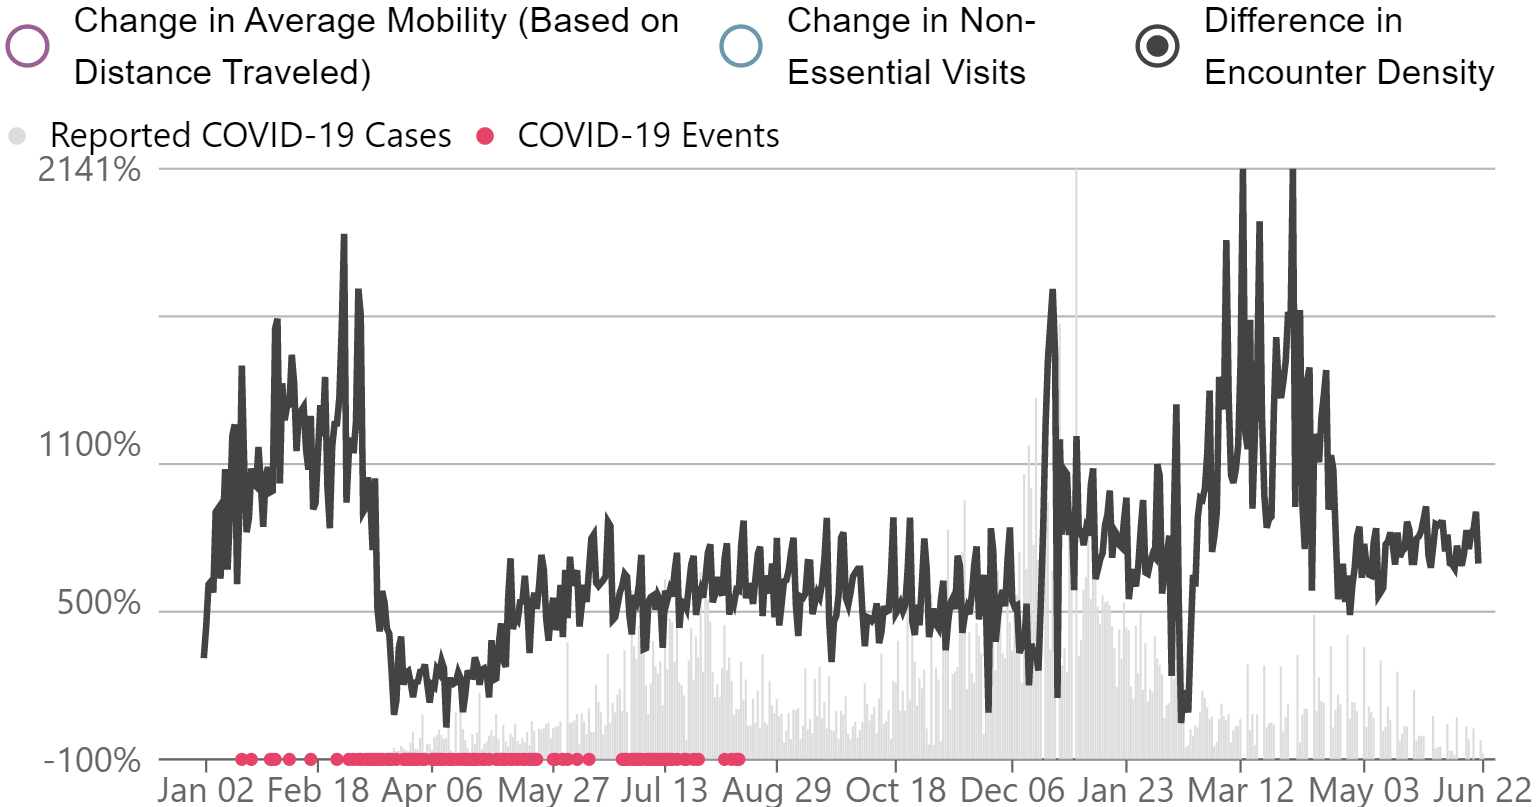 Change in Average Mobility (Based on
Distance Traveled)
Change in Non-
Essential Visits
Difference in
Encounter Density
Reported COVID-19 Cases
COVID-19 Events
2141%
1100%
500%
-100%
Jan 02 Feb 18 Apr 06 May 27 Jul 13 Aug 29 Oct 18 Dec 06 Jan 23 Mar 12 May 03 Jun 22